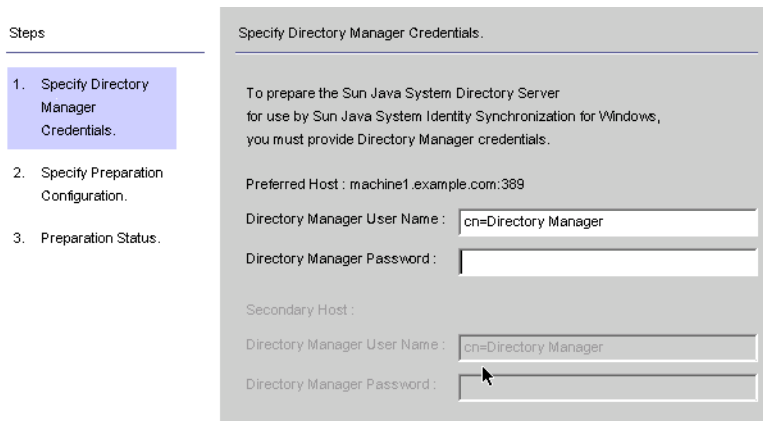 Steps
1. Specify Directory
Manager
Credentials.
2. Specify Preparation
Configuration.
3. Preparation Status.
Specify Directory Manager Credentials.
To prepare the Sun Java System Directory Server
for use by Sun Java System Identity Synchronization for Windows,
you must provide Directory Manager credentials.
Preferred Host : machine1.example.com:389
Directory Manager User Name : cn=Directory Manager
Directory Manager Password :
Secondary Host :
Directory Manager User Name : cn=Directory Manager
Directory Manager Password :